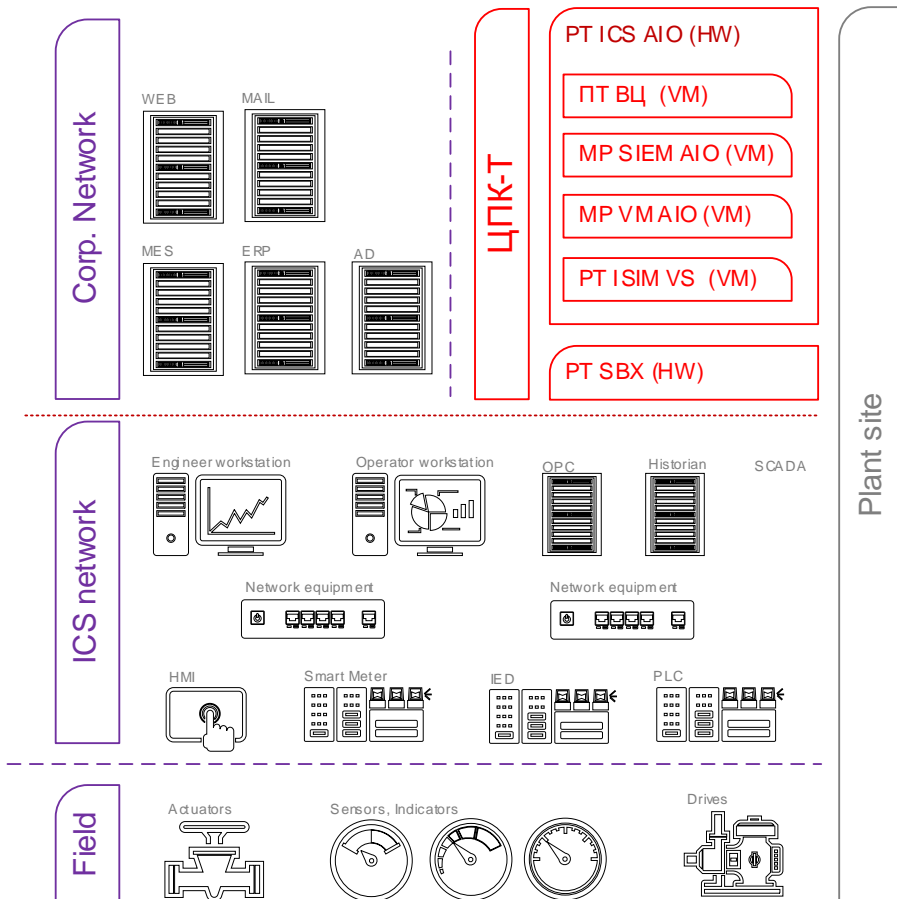 Corp. Network
WEB
MAIL
MES
ERP
AD
ЦПК-Т
PT ICS AIO (HW)
ПТ ВЦ (VM)
MP SIEM AIO (VM)
MP VM AIO (VM)
PT ISIM VS (VM)
PT SBX (HW)
Plant site
ICS network
Engineer workstation
Operator workstation
OPC
Historian
SCADA
Network equipment
Network equipment
HMI
Smart Meter
IED
PLC
Field
Actuators
Sensors, Indicators
Drives